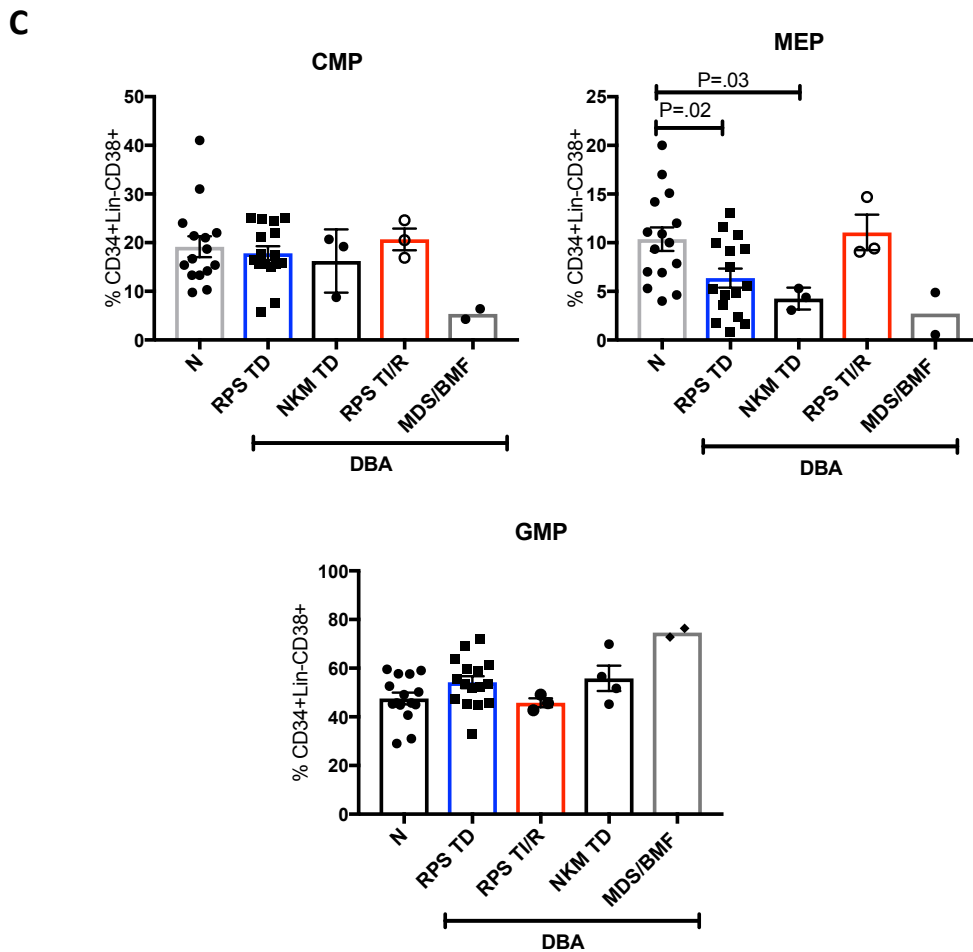 C
CMP
% CD34+Lin-CD38+
50
40
30
20
10
0
N
RPS TD
NKM TD
RPS TI/R
MDS/BMF
DBA
MEP
% CD34+Lin-CD38+
25
20
15
10
5
0
P=.03
P=.02
N
RPS TD
NKM TD
RPS TI/R
MDS/BMF
DBA
GMP
% CD34+Lin-CD38+
100
80
60
40
20
0
N
RPS TD
RPS TI/R
NKM TD
MDS/BMF
DBA